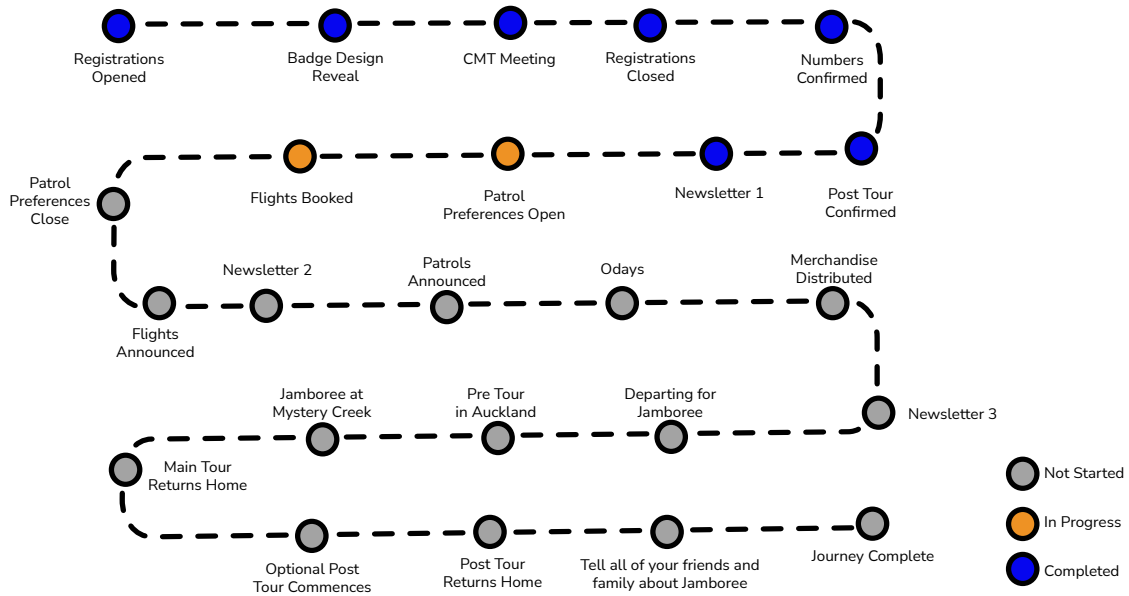 Registrations
Opened
Badge Design
Reveal
CMT Meeting
Registrations
Closed
Numbers
Confirmed
Post Tour
Confirmed
Newsletter 1
Patrol
Preferences Open
Flights Booked
Patrol
Preferences
Close
Flights
Announced
Newsletter 2
Patrols
Announced
Odays
Merchandise
Distributed
Newsletter 3
Departing for
Jamboree
Pre Tour
in Auckland
Jamboree at
Mystery Creek
Main Tour
Returns Home
Optional Post
Tour Commences
Post Tour
Returns Home
Tell all of your friends and
family about Jamboree
Journey Complete
Not Started
In Progress
Completed